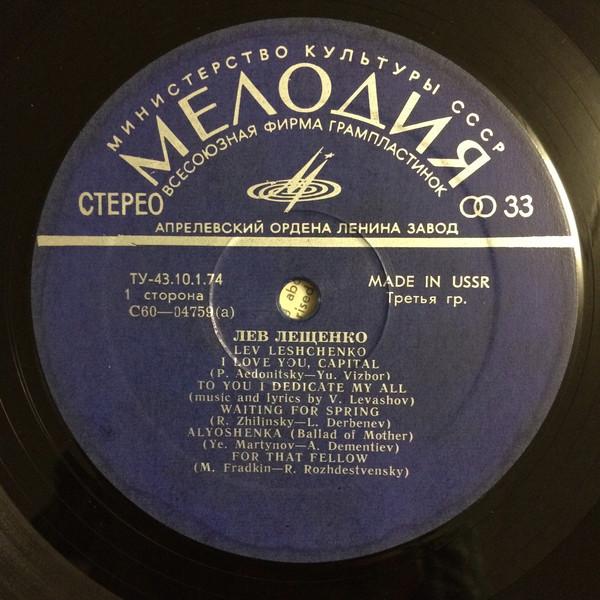 МИНИСТЕРСТВО КУЛЬТУРЫ СССР
МЕЛОДИЯ
ВСЕСОЮЗНАЯ ФИРМА ГРАМПЛАСТИНОК
СТЕРЕО
33
АПРЕЛЕВСКИЙ ОРДЕНА ЛЕНИНА ЗАВОД
ТУ-43.10.1.74
MADE IN USSR
1 сторона
Третья гр.
С60—04759(а)
ЛЕВ ЛЕЩЕНКО
LEV LESHCHENKO
I LOVE YOU, CAPITAL
(P. Aedonitsky—Yu. Vizbor)
TO YOU I DEDICATE MY ALL
(music and lyrics by V. Levashov)
WAITING FOR SPRING
(R. Zhilinsky—L. Derbenev)
ALYOSHENKA (Ballad of Mother)
(Ye. Martynov—A. Dementiev)
FOR THAT FELLOW
(M. Fradkin—R. Rozhdestvensky)